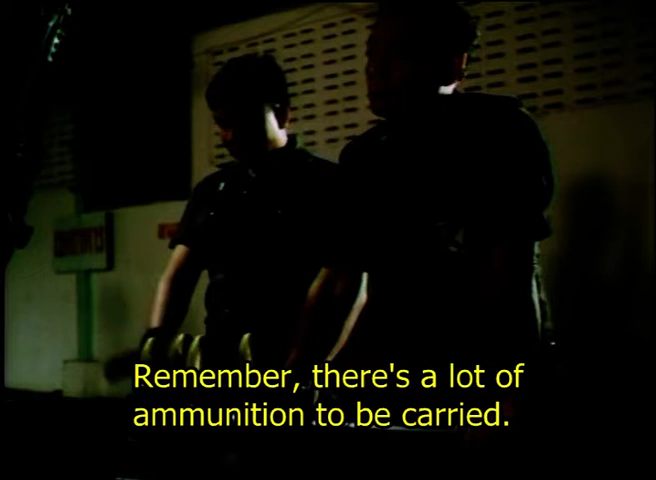 Remember, there's a lot of
ammunition to be carried.